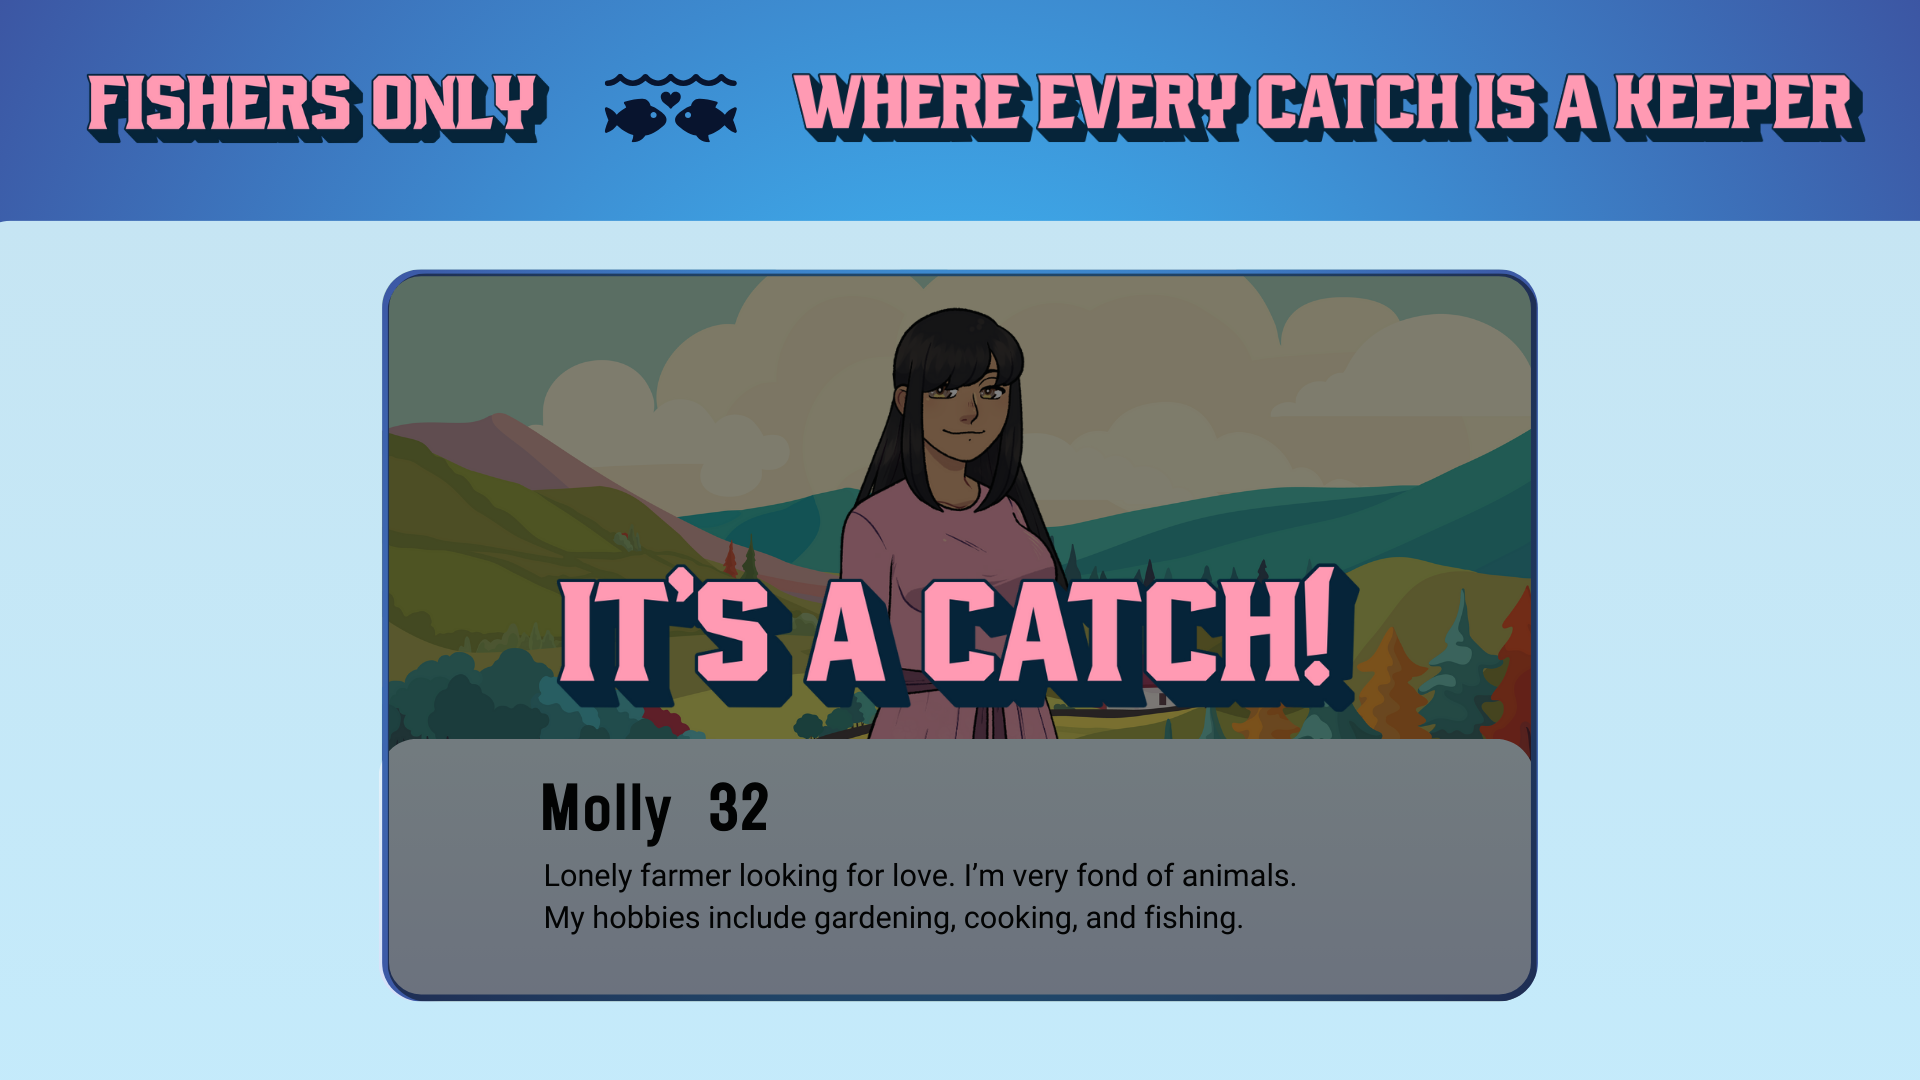 FISHERS ONLY WHERE EVERY CATCH IS A KEEPER
IT'S A CATCH!
Molly 32
Lonely farmer looking for love. I'm very fond of animals.
My hobbies include gardening, cooking, and fishing.